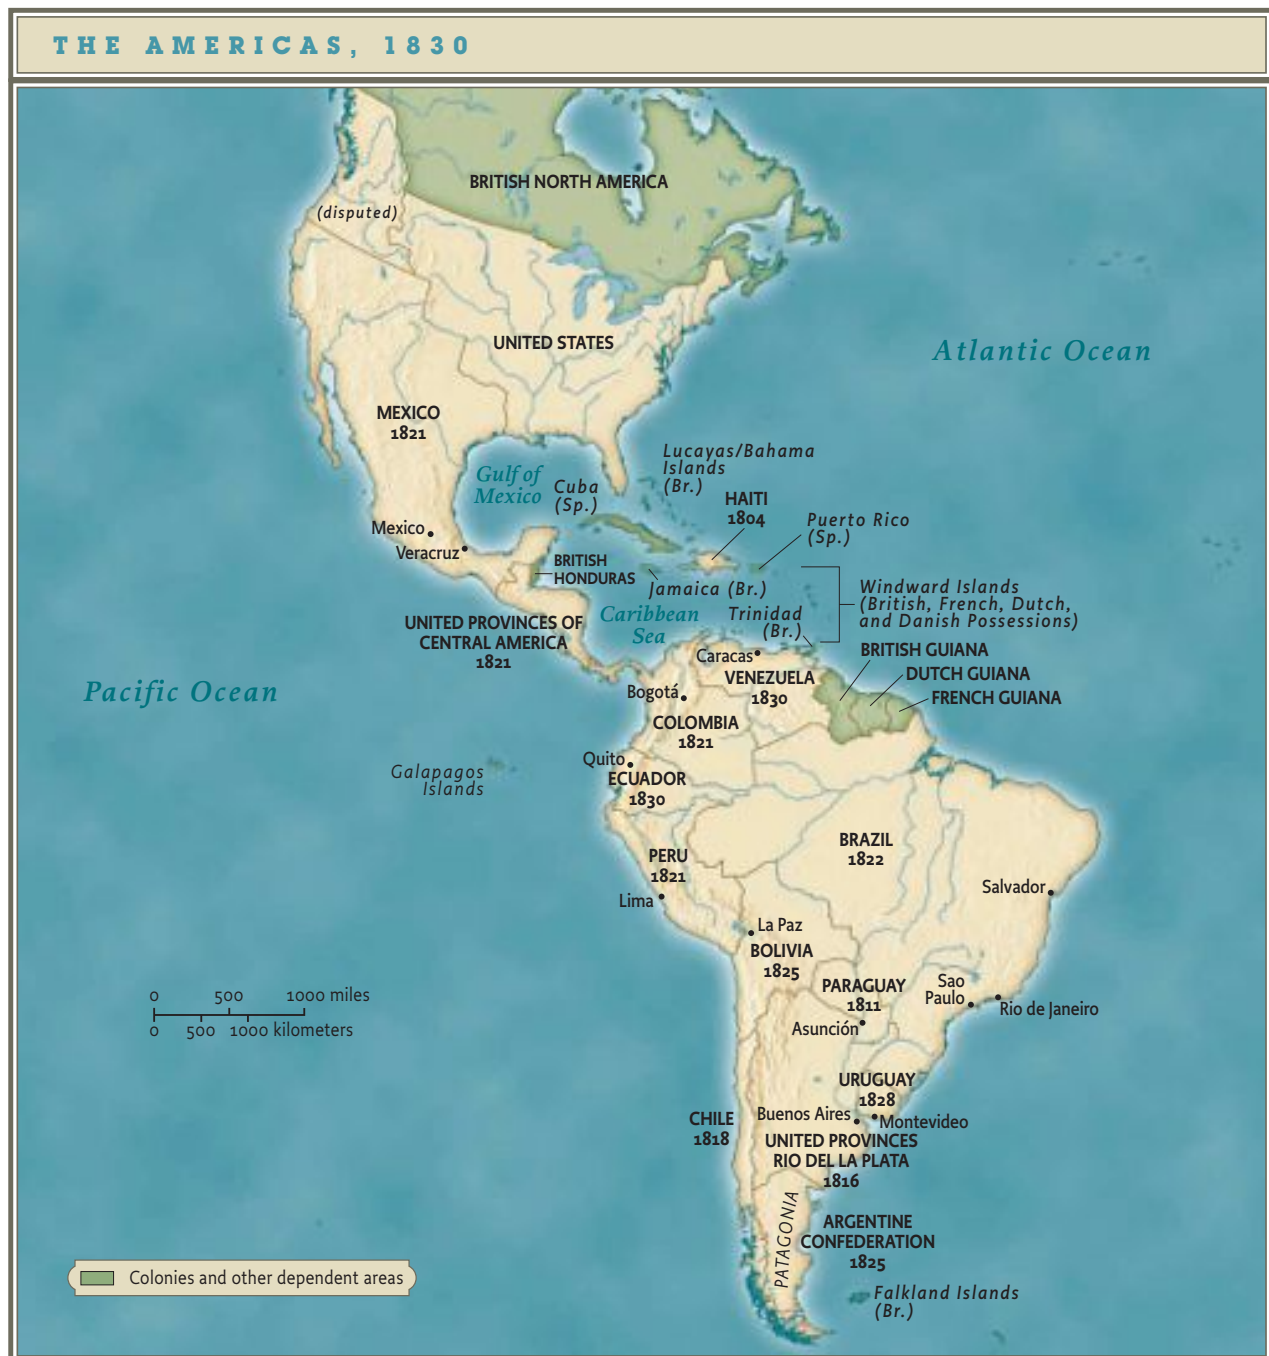 THE AMERICAS, 1830
BRITISH NORTH AMERICA
(disputed)
UNITED STATES
Atlantic Ocean
MEXICO
1821
Gulf of
Mexico
Cuba
(Sp.)
Lucayas/Bahama
Islands
(Br.)
HAITI
1804
Puerto Rico
(Sp.)
Mexico
Veracruz
BRITISH
HONDURAS
Jamaica (Br.)
Windward Islands
(British, French, Dutch,
and Danish Possessions)
Caribbean
Sea
Trinidad
(Br.)
UNITED PROVINCES OF
CENTRAL AMERICA
1821
BRITISH GUIANA
DUTCH GUIANA
FRENCH GUIANA
Caracas
VENEZUELA
1830
Pacific Ocean
Bogotá
COLOMBIA
1821
Quito
ECUADOR
1830
Galapagos
Islands
BRAZIL
1822
PERU
1821
Lima
Salvador
La Paz
BOLIVIA
1825
PARAGUAY
1811
Sao
Paulo
Rio de Janeiro
Asunción
0 500 1000 miles
0 500 1000 kilometers
URUGUAY
1828
CHILE
1818
Buenos Aires
Montevideo
UNITED PROVINCES
RIO DEL LA PLATA
1816
PATAGONIA
ARGENTINE
CONFEDERATION
1825
Falkland Islands
(Br.)
Colonies and other dependent areas